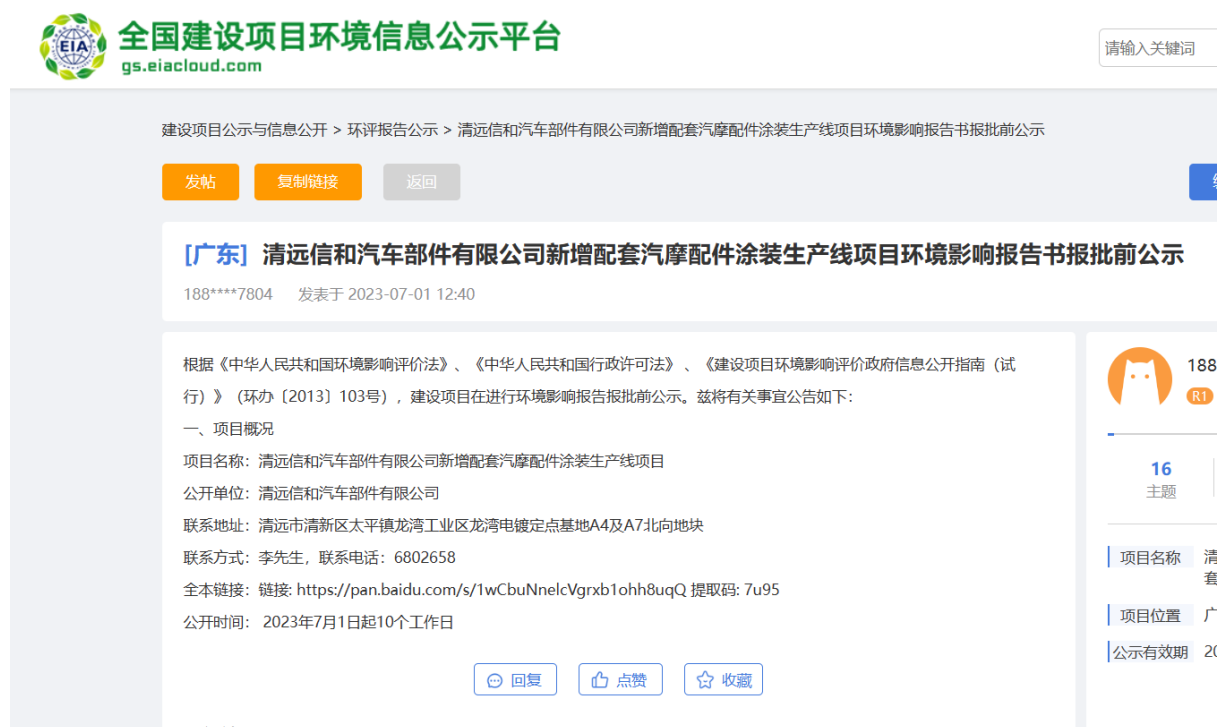 EIA
全国建设项目环境信息公示平台
gs.eiacloud.com
请输入关键词
建设项目公示与信息公开 > 环评报告公示 > 清远信和汽车部件有限公司新增配套汽摩配件涂装生产线项目环境影响报告书报批前公示
发帖 复制链接 返回
[广东] 清远信和汽车部件有限公司新增配套汽摩配件涂装生产线项目环境影响报告书报批前公示
188****7804 发表于 2023-07-01 12:40
根据《中华人民共和国环境影响评价法》、《中华人民共和国行政许可法》 、《建设项目环境影响评价政府信息公开指南（试
行）》（环办〔2013〕103号），建设项目在进行环境影响报告报批前公示。兹将有关事宜公告如下：
一、项目概况
项目名称：清远信和汽车部件有限公司新增配套汽摩配件涂装生产线项目
公开单位：清远信和汽车部件有限公司
联系地址：清远市清新区太平镇龙湾工业区龙湾电镀定点基地A4及A7北向地块
联系方式：李先生，联系电话：6802658
全本链接：链接: https://pan.baidu.com/s/1wCbuNnelcVgrxb1ohh8uqQ 提取码: 7u95
公开时间： 2023年7月1日起10个工作日
回复 点赞 收藏
188
R1
16
主题
项目名称 清
套
项目位置 广
公示有效期 20